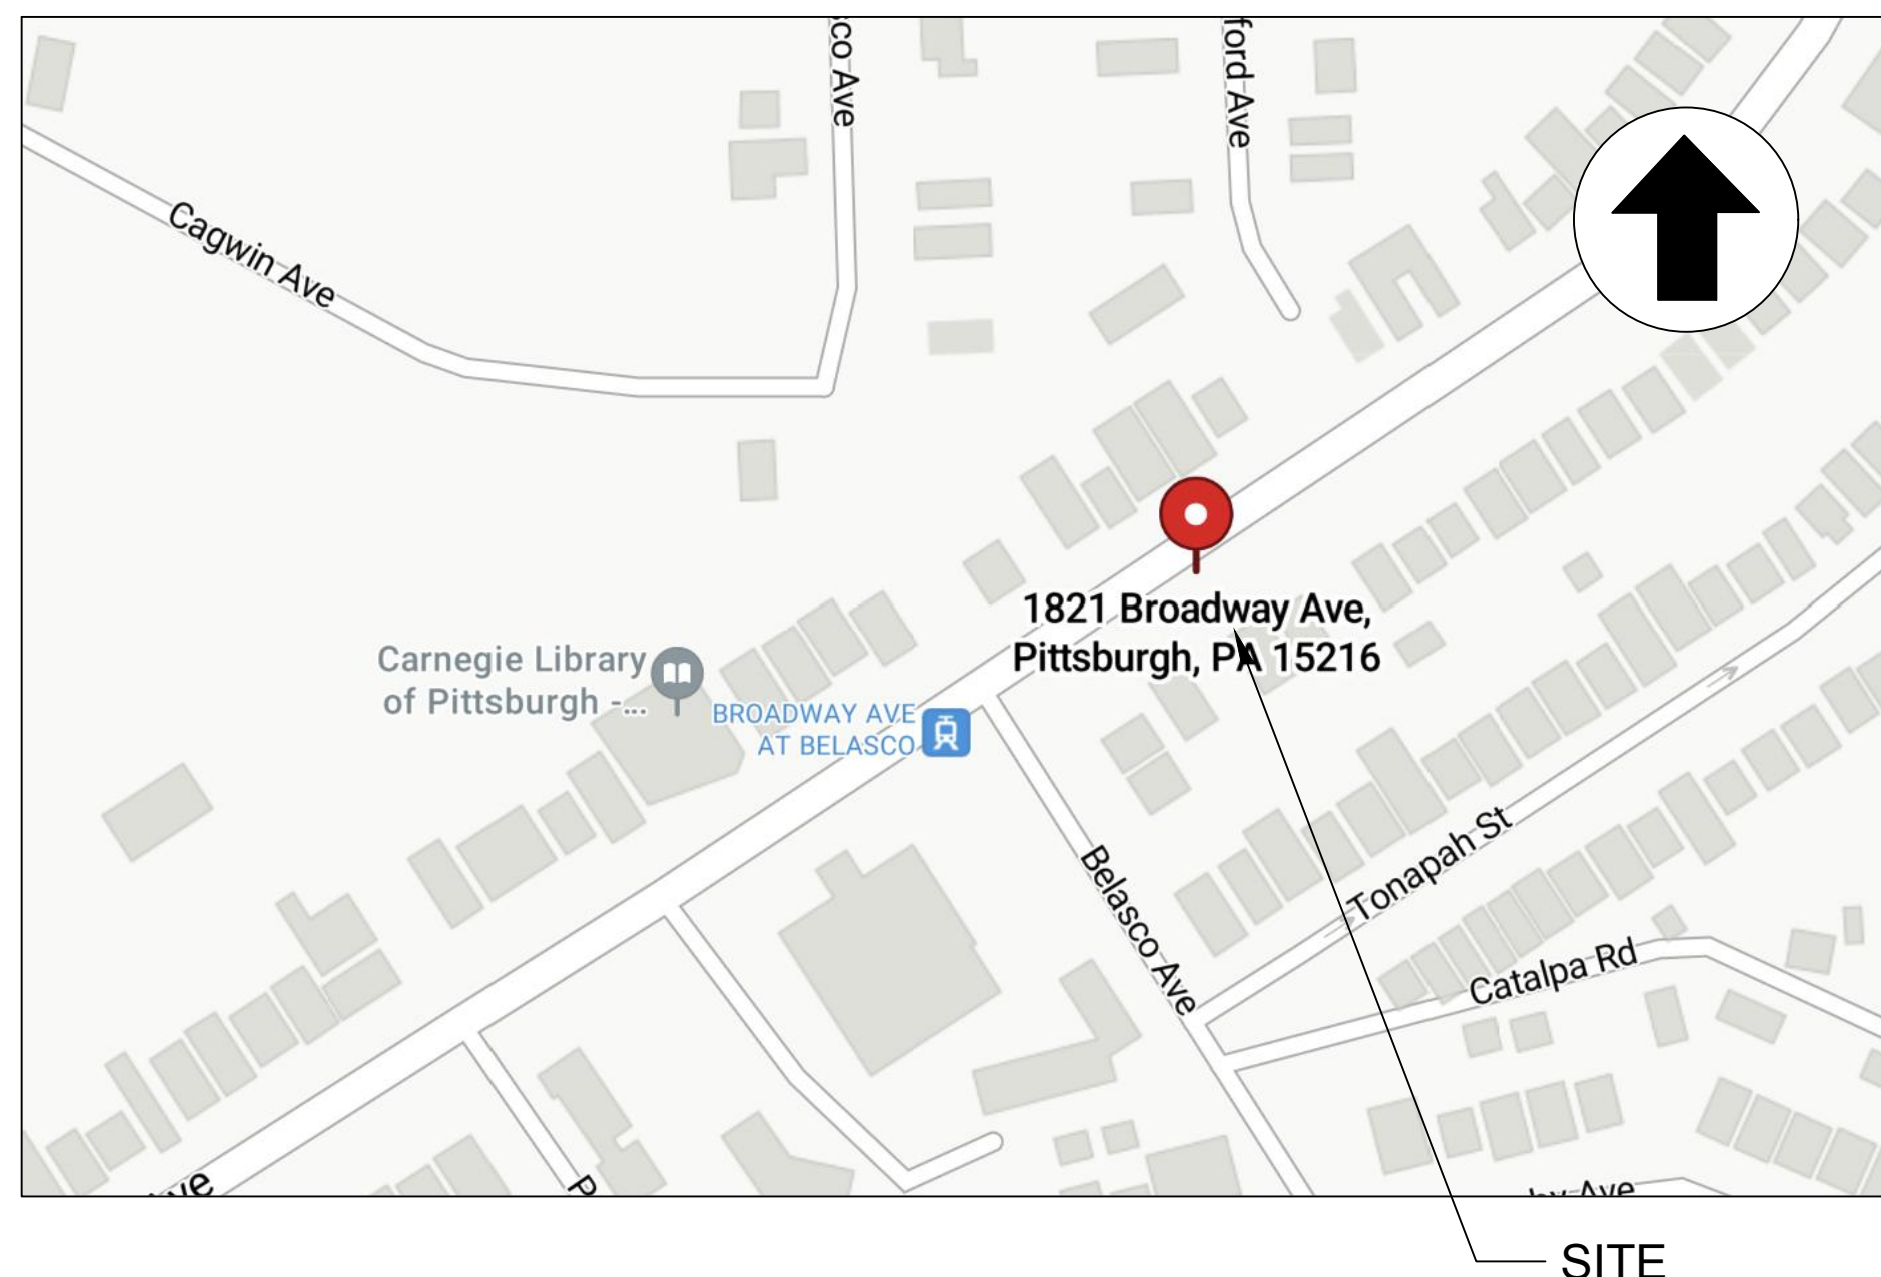 co Ave
ford Ave
Cagwin Ave
1821 Broadway Ave,
Pittsburgh, PA 15216
Carnegie Library
of Pittsburgh -...
BROADWAY AVE
AT BELASCO
Belasco Ave
Tonapah St
Catalpa Rd
Ave
SITE